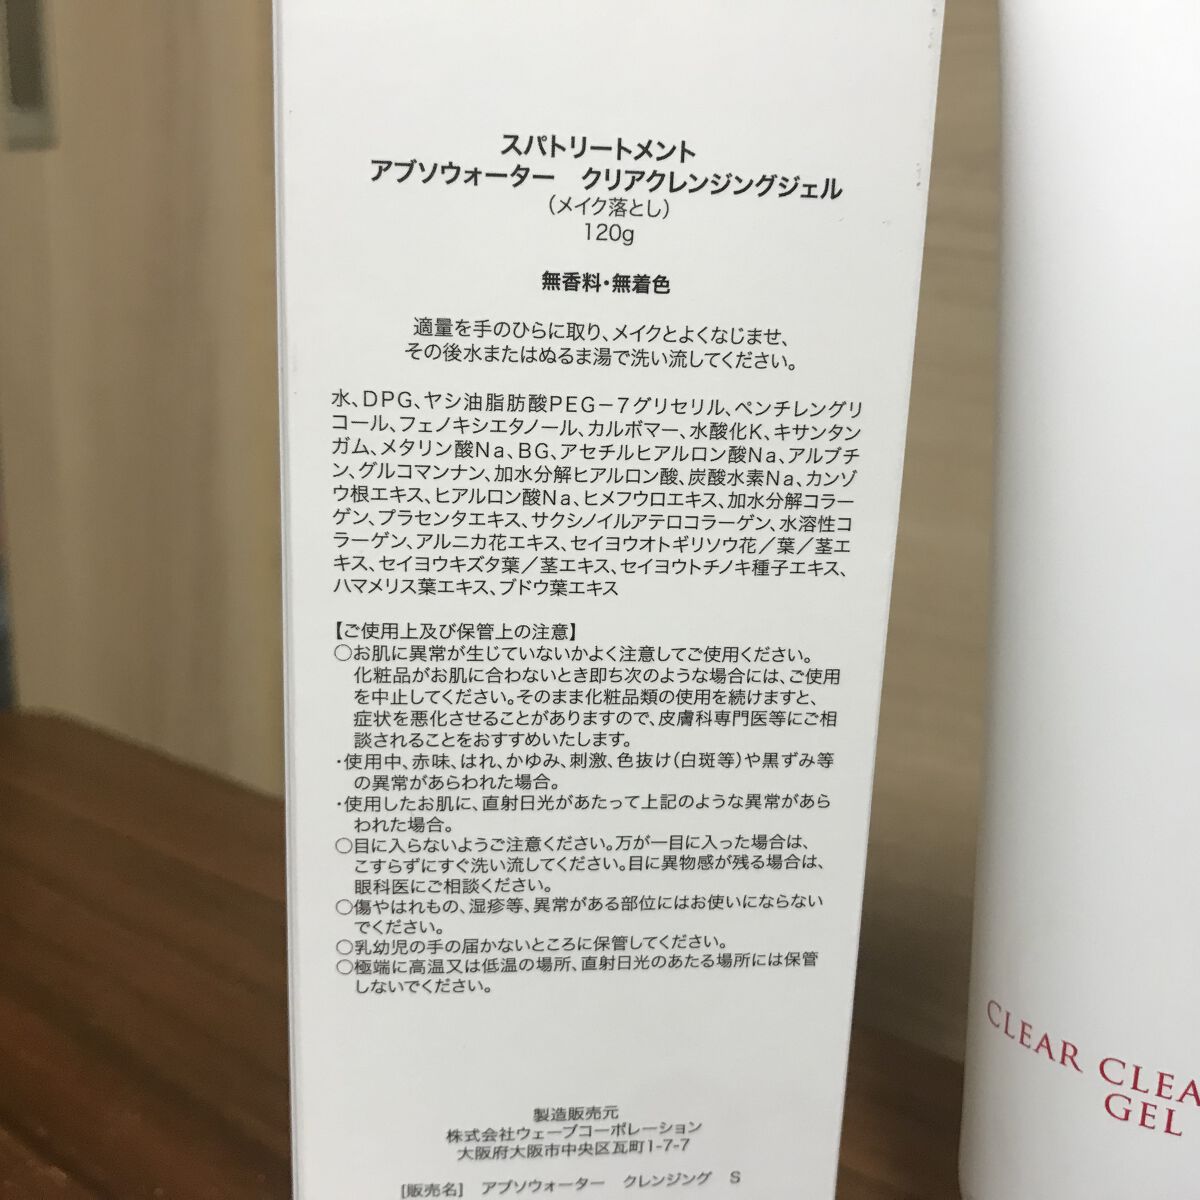 スパトリートメント
アブソウォーター　クリアクレンジングジェル
（メイク落とし）
120g
無香料・無着色
適量を手のひらに取り、メイクとよくなじませ、
その後水またはぬるま湯で洗い流してください。
水、DPG、ヤシ油脂肪酸PEG－7グリセリル、ペンチレングリ
コール、フェノキシエタノール、カルボマー、水酸化K、キサンタン
ガム、メタリン酸Na、BG、アセチルヒアルロン酸Na、アルブチ
ン、グルコマンナン、加水分解ヒアルロン酸、炭酸水素Na、カンゾ
ウ根エキス、ヒアルロン酸Na、ヒメフウロエキス、加水分解コラー
ゲン、プラセンタエキス、サクシノイルアテロコラーゲン、水溶性コ
ラーゲン、アルニカ花エキス、セイヨウオトギリソウ花／葉／茎エ
キス、セイヨウキズタ葉／茎エキス、セイヨウトチノキ種子エキス、
ハマメリス葉エキス、ブドウ葉エキス
【ご使用上及び保管上の注意】
○お肌に異常が生じていないかよく注意してご使用ください。
化粧品がお肌に合わないとき即ち次のような場合には、ご使用
を中止してください。そのまま化粧品類の使用を続けますと、
症状を悪化させることがありますので、皮膚科専門医等にご相
談されることをおすすめいたします。
・使用中、赤味、はれ、かゆみ、刺激、色抜け（白斑等）や黒ずみ等
の異常があらわれた場合。
・使用したお肌に、直射日光があたって上記のような異常があら
われた場合。
○目に入らないようご注意ください。万が一目に入った場合は、
こすらずにすぐ洗い流してください。目に異物感が残る場合は、
眼科医にご相談ください。
○傷やはれもの、湿疹等、異常がある部位にはお使いにならない
でください。
○乳幼児の手の届かないところに保管してください。
○極端に高温又は低温の場所、直射日光のあたる場所には保管
しないでください。
製造販売元
株式会社ウェーブコーポレーション
大阪府大阪市中央区瓦町1-7-7
[販売名]　アブソウォーター　クレンジング　S
CLEAR CLEA
GEL